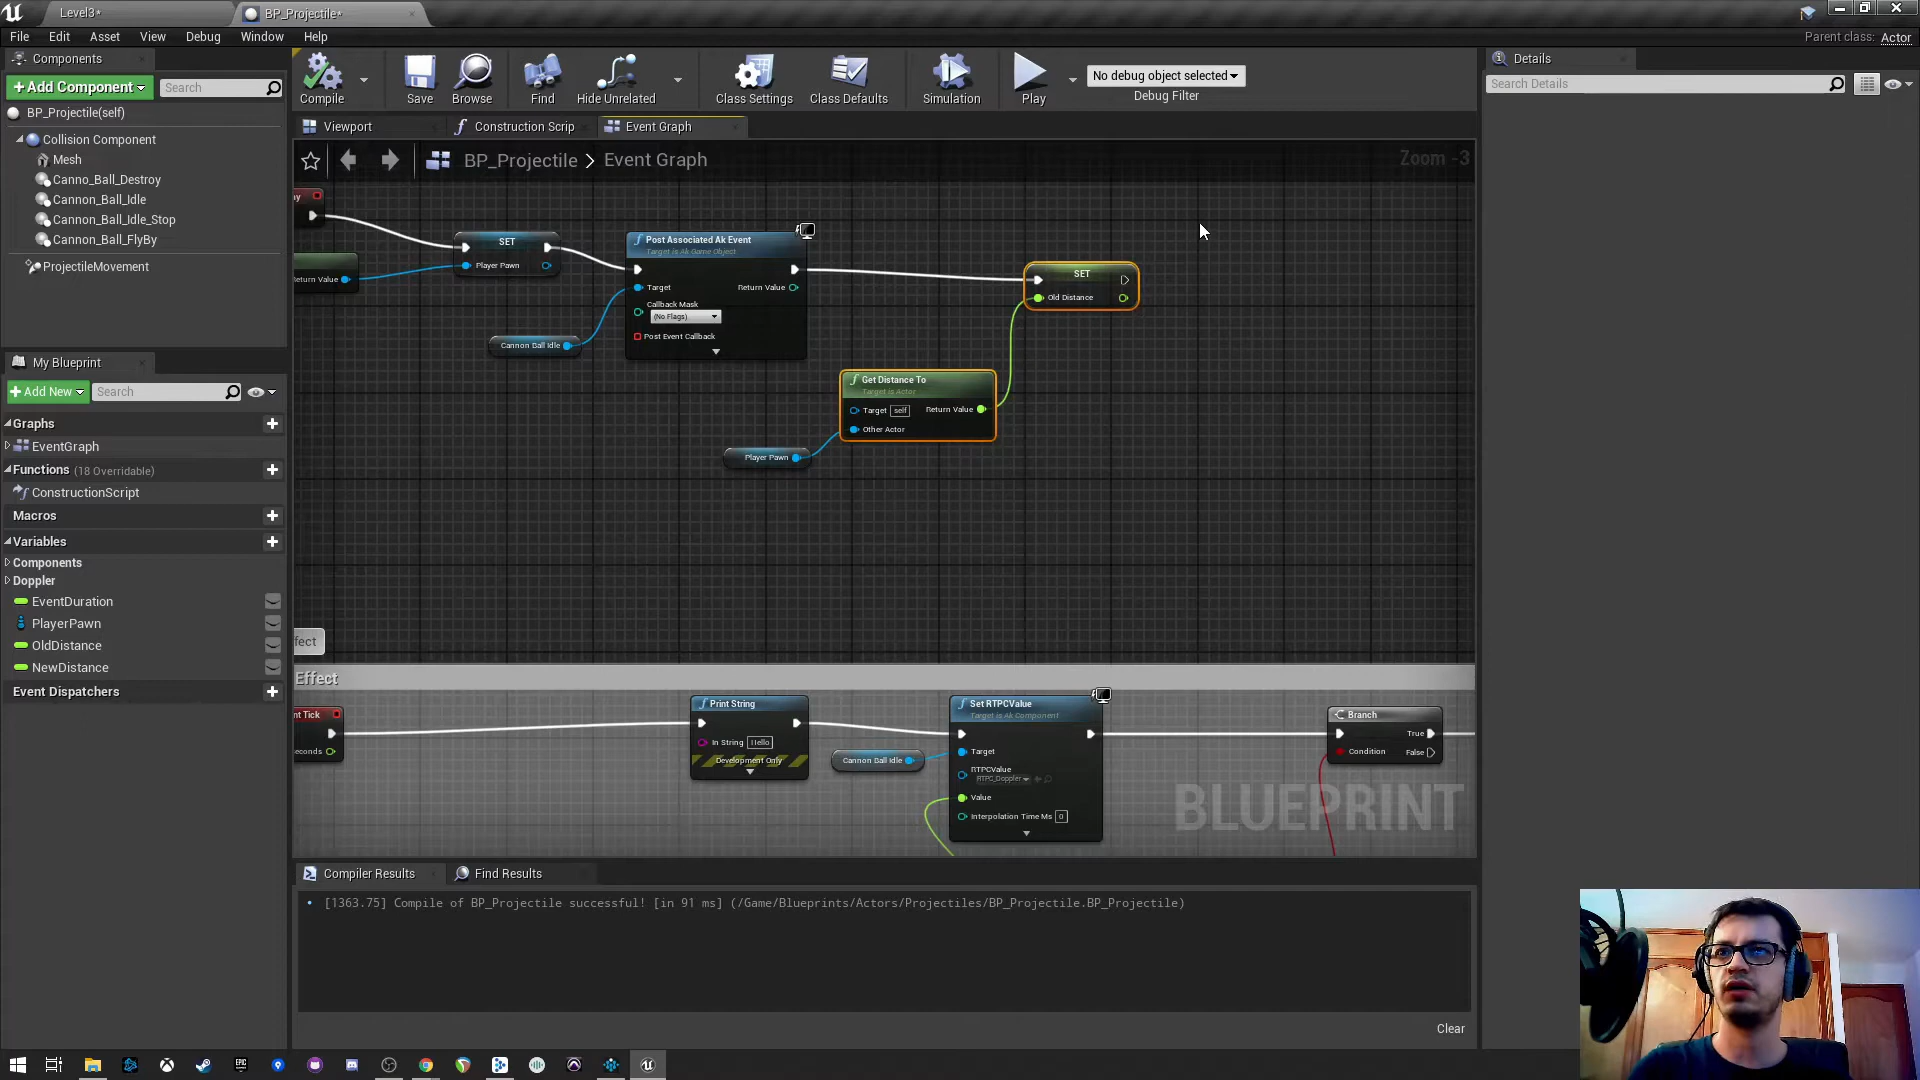 Level3*
BP_Projectile*
File Edit Asset View Debug Window Help
Parent class: Actor
Components
+Add Component
Search
BP_Projectile(self)
Collision Component
Mesh
Canno_Ball_Destroy
Cannon_Ball_Idle
Cannon_Ball_Idle_Stop
Cannon_Ball_FlyBy
ProjectileMovement
Compile
Save
Browse
Find
Hide Unrelated
Class Settings
Class Defaults
Simulation
Play
No debug object selected
Debug Filter
Viewport
Construction Scrip
Event Graph
BP_Projectile > Event Graph
Zoom -3
SET
Player Pawn
eturn Value
Post Associated Ak Event
Target is Ak Game Object
Target
Return Value
Callback Mask
(No Flags)
Post Event Callback
Cannon Ball Idle
SET
Old Distance
Get Distance To
Target is Actor
Target self
Return Value
Other Actor
Player Pawn
fect
Effect
nt Tick
econds
Print String
In String Hello
Development Only
Cannon Ball Idle
Set RTPCValue
Target is Ak Component
Target
RTPCValue
RTPC_Doppler
Value
Interpolation Time Ms 0
Branch
True
Condition
False
BLUEPRINT
My Blueprint
+Add New
Search
Graphs
EventGraph
Functions (18 Overridable)
ConstructionScript
Macros
Variables
Components
Doppler
EventDuration
PlayerPawn
OldDistance
NewDistance
Event Dispatchers
Compiler Results
Find Results
[1363.75] Compile of BP_Projectile successful! [in 91 ms] (/Game/Blueprints/Actors/Projectiles/BP_Projectile.BP_Projectile)
Clear
Details
Search Details
EPIC